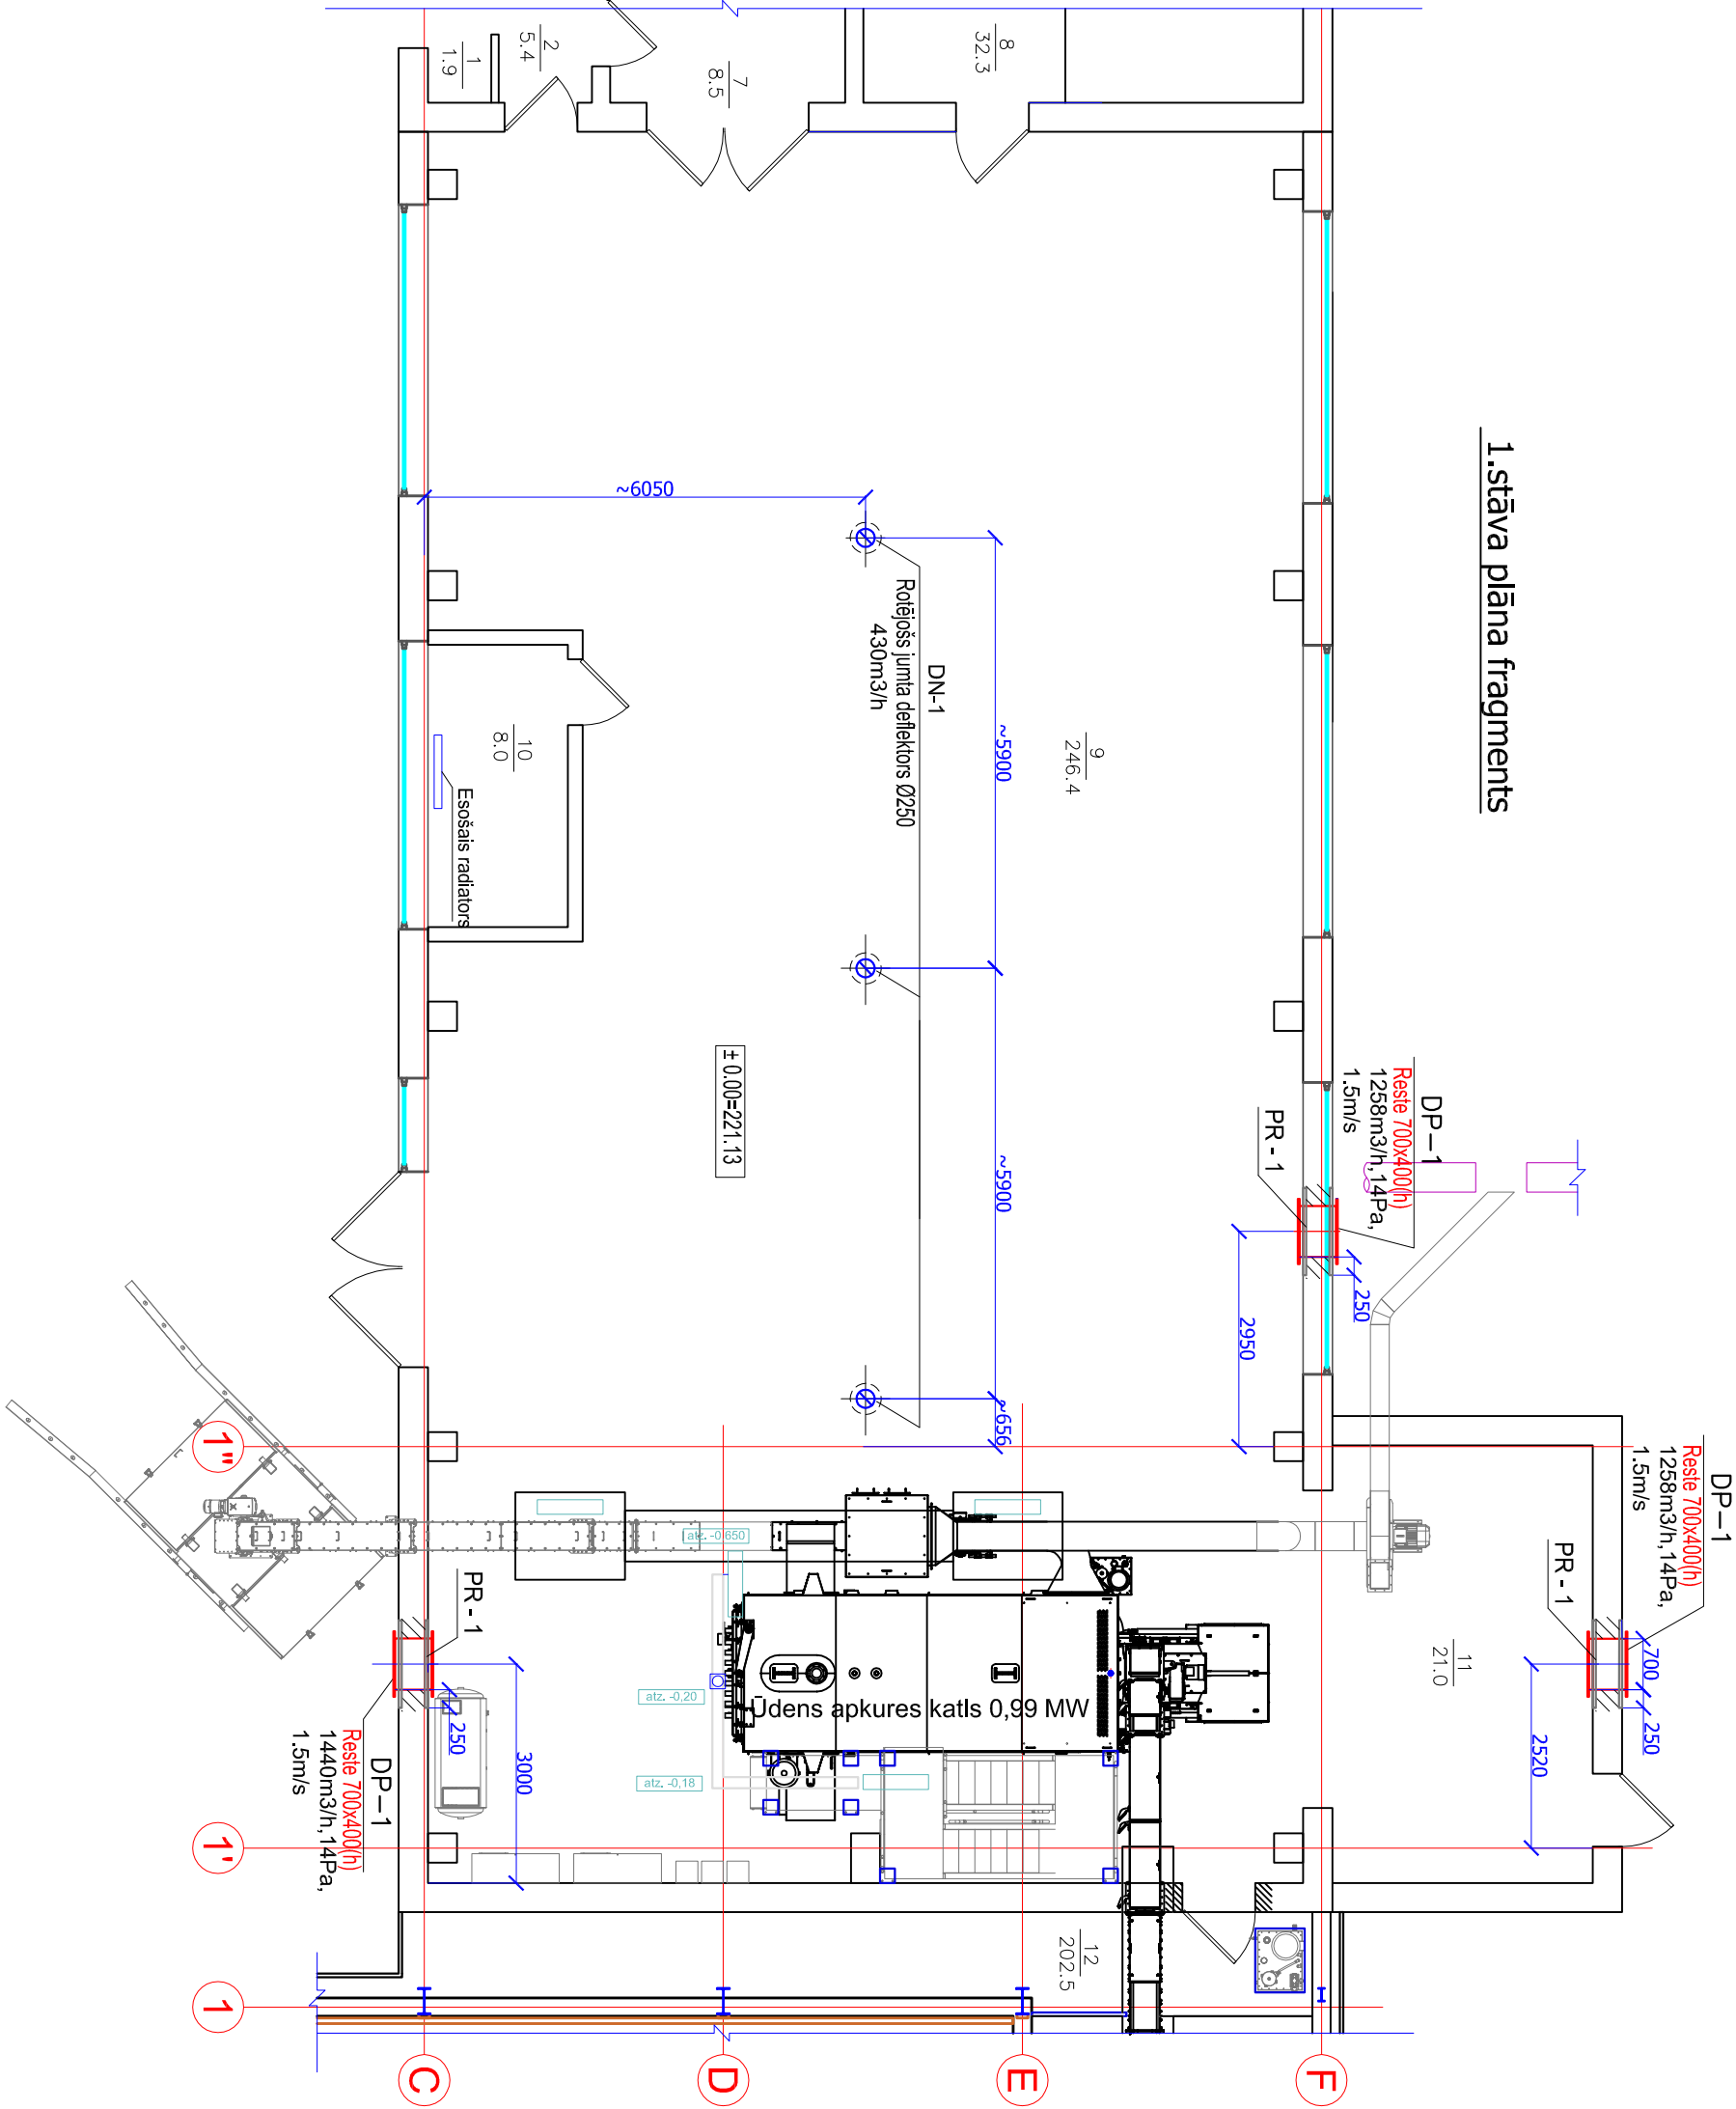 1.stāva plāna fragments
1
1.9
2
5.4
7
8.5
8
32.3
~6050
DN-1
Rotējošs jumta deflektors Ø250
430m3/h
~5900
9
246.4
10
8.0
Esošais radiators
± 0.00=221.13
~5900
~656
DP-1
Reste 700x400(h)
1258m3/h,14Pa,
1.5m/s
PR-1
250
2950
DP-1
Reste 700x400(h)
1258m3/h,14Pa,
1.5m/s
PR-1
700
250
2520
11
21.0
1"
atz. -0.650
atz. -0,20
atz. -0,18
Ūdens apkures katls 0,99 MW
PR-1
250
3000
DP-1
Reste 700x400(h)
1440m3/h,14Pa,
1.5m/s
1'
12
202.5
1
C
D
E
F